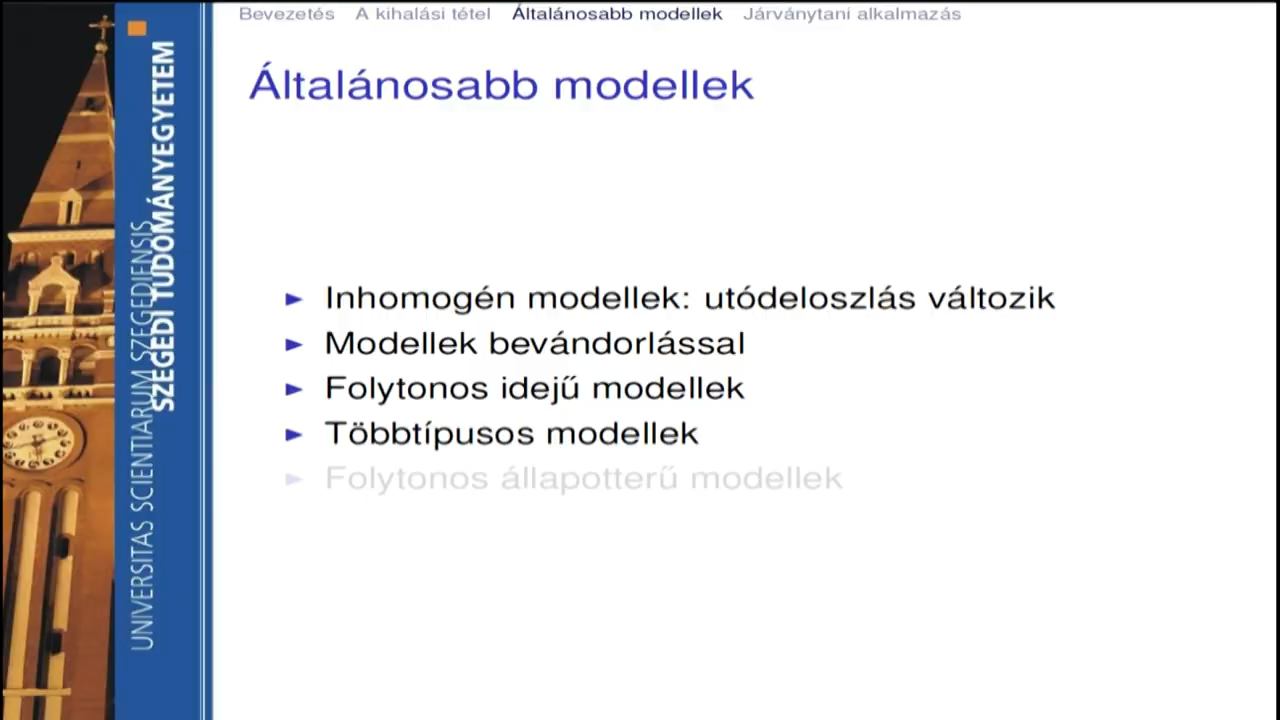 Bevezetés A kihalási tétel Általánosabb modellek Járványtani alkalmazás
Általánosabb modellek
Inhomogén modellek: utódeloszlás változik
Modellek bevándorlással
Folytonos idejű modellek
Többtípusos modellek
Folytonos állapotterű modellek
UNIVERSITAS SCIENTIARUM SZEGEDIENSIS
SZEGEDI TUDOMÁNYEGYETEM